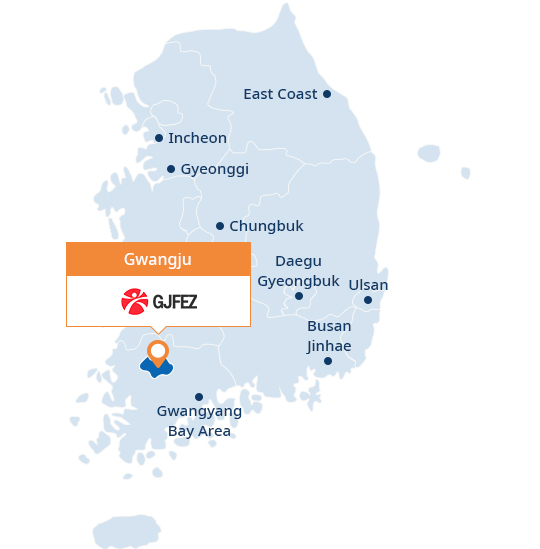 East Coast
Incheon
Gyeonggi
Chungbuk
Gwangju
GJFEZ
Daegu
Gyeongbuk
Ulsan
Busan
Jinhae
Gwangyang
Bay Area